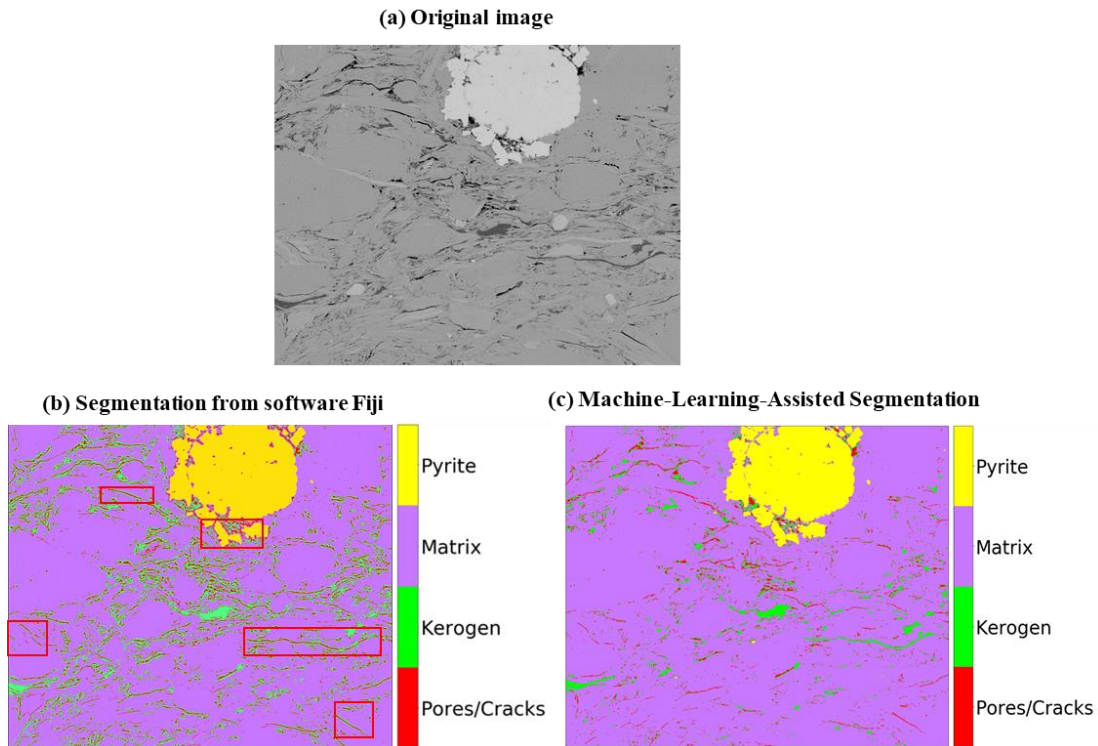 (a) Original image
(b) Segmentation from software Fiji
(c) Machine-Learning-Assisted Segmentation
Pyrite
Matrix
Kerogen
Pores/Cracks
Pyrite
Matrix
Kerogen
Pores/Cracks